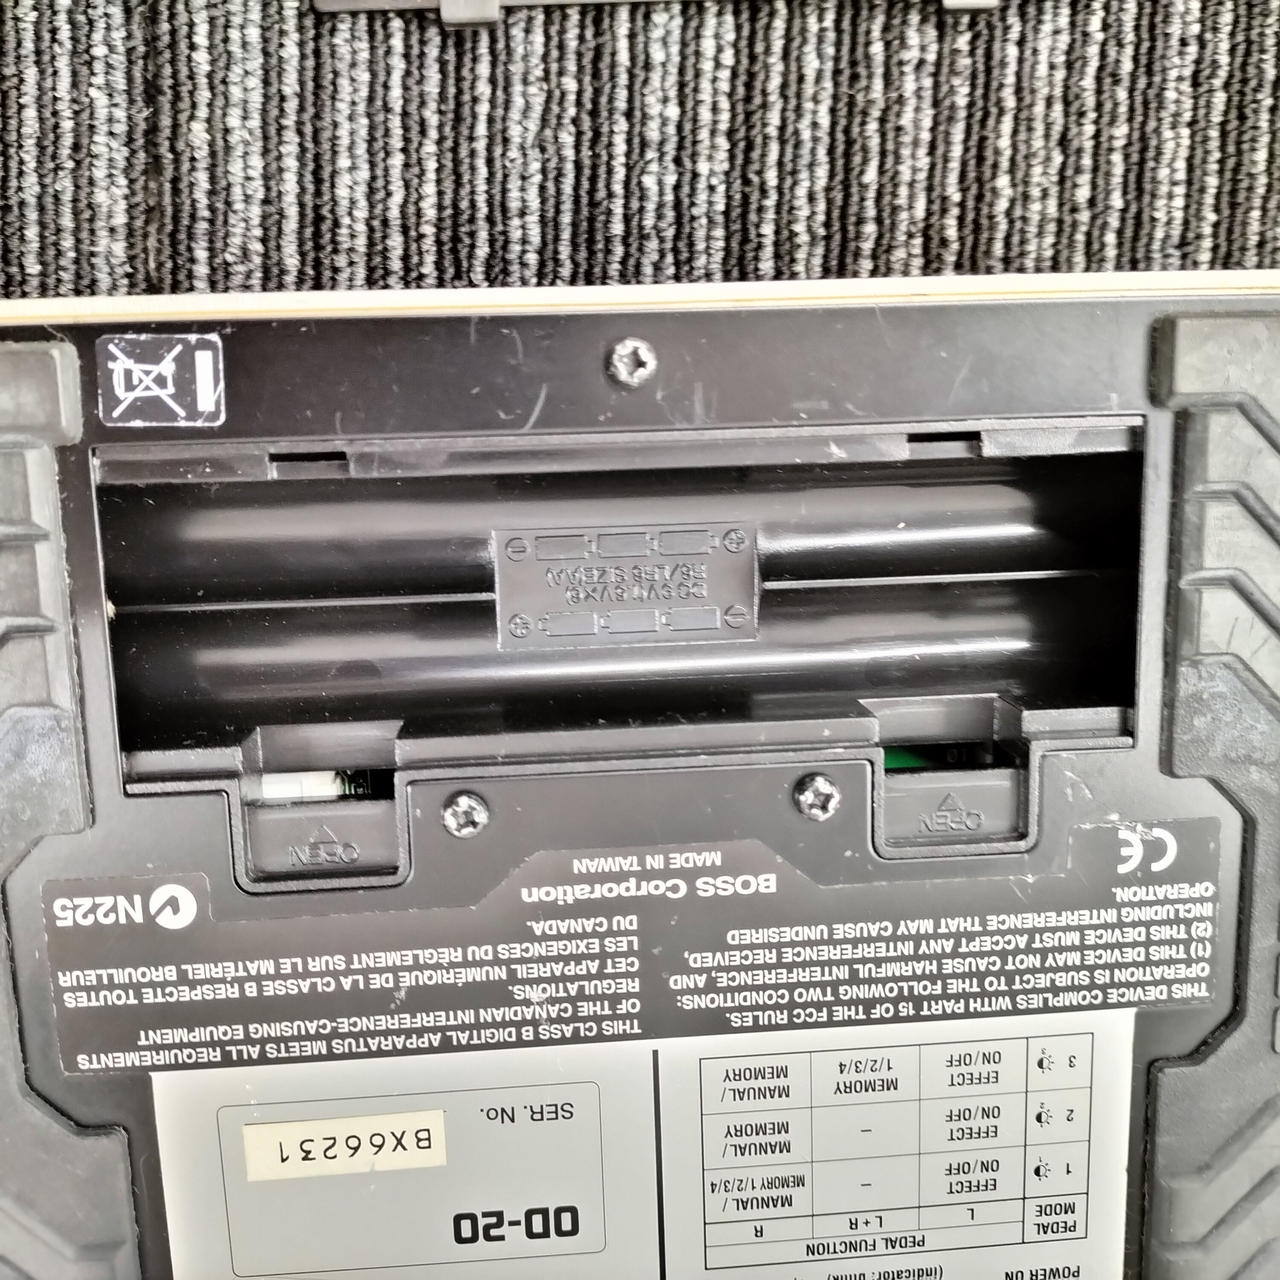 POWER ON
(indicator: blink/
PEDAL MODE
PEDAL FUNCTION
L
L + R
R
1
EFFECT
ON/OFF
–
MANUAL/
MEMORY 1/2/3/4
2
EFFECT
ON/OFF
–
MANUAL/
MEMORY
3
EFFECT
ON/OFF
MEMORY
1/2/3/4
MANUAL/
MEMORY
OD-20
SER. No.
BX66231
THIS DEVICE COMPLIES WITH PART 15 OF THE FCC RULES.
OPERATION IS SUBJECT TO THE FOLLOWING TWO CONDITIONS:
(1) THIS DEVICE MAY NOT CAUSE HARMFUL INTERFERENCE, AND
(2) THIS DEVICE MUST ACCEPT ANY INTERFERENCE RECEIVED,
INCLUDING INTERFERENCE THAT MAY CAUSE UNDESIRED
OPERATION.
THIS CLASS B DIGITAL APPARATUS MEETS ALL REQUIREMENTS
OF THE CANADIAN INTERFERENCE-CAUSING EQUIPMENT
REGULATIONS.
CET APPAREIL NUMÉRIQUE DE LA CLASSE B RESPECTE TOUTES
LES EXIGENCES DU RÈGLEMENT SUR LE MATÉRIEL BROUILLEUR
DU CANADA.
CE
BOSS Corporation
MADE IN TAIWAN
N225
OPEN
OPEN
DC 9V(1.5V×6)
R6/LR6 SIZE(AA)